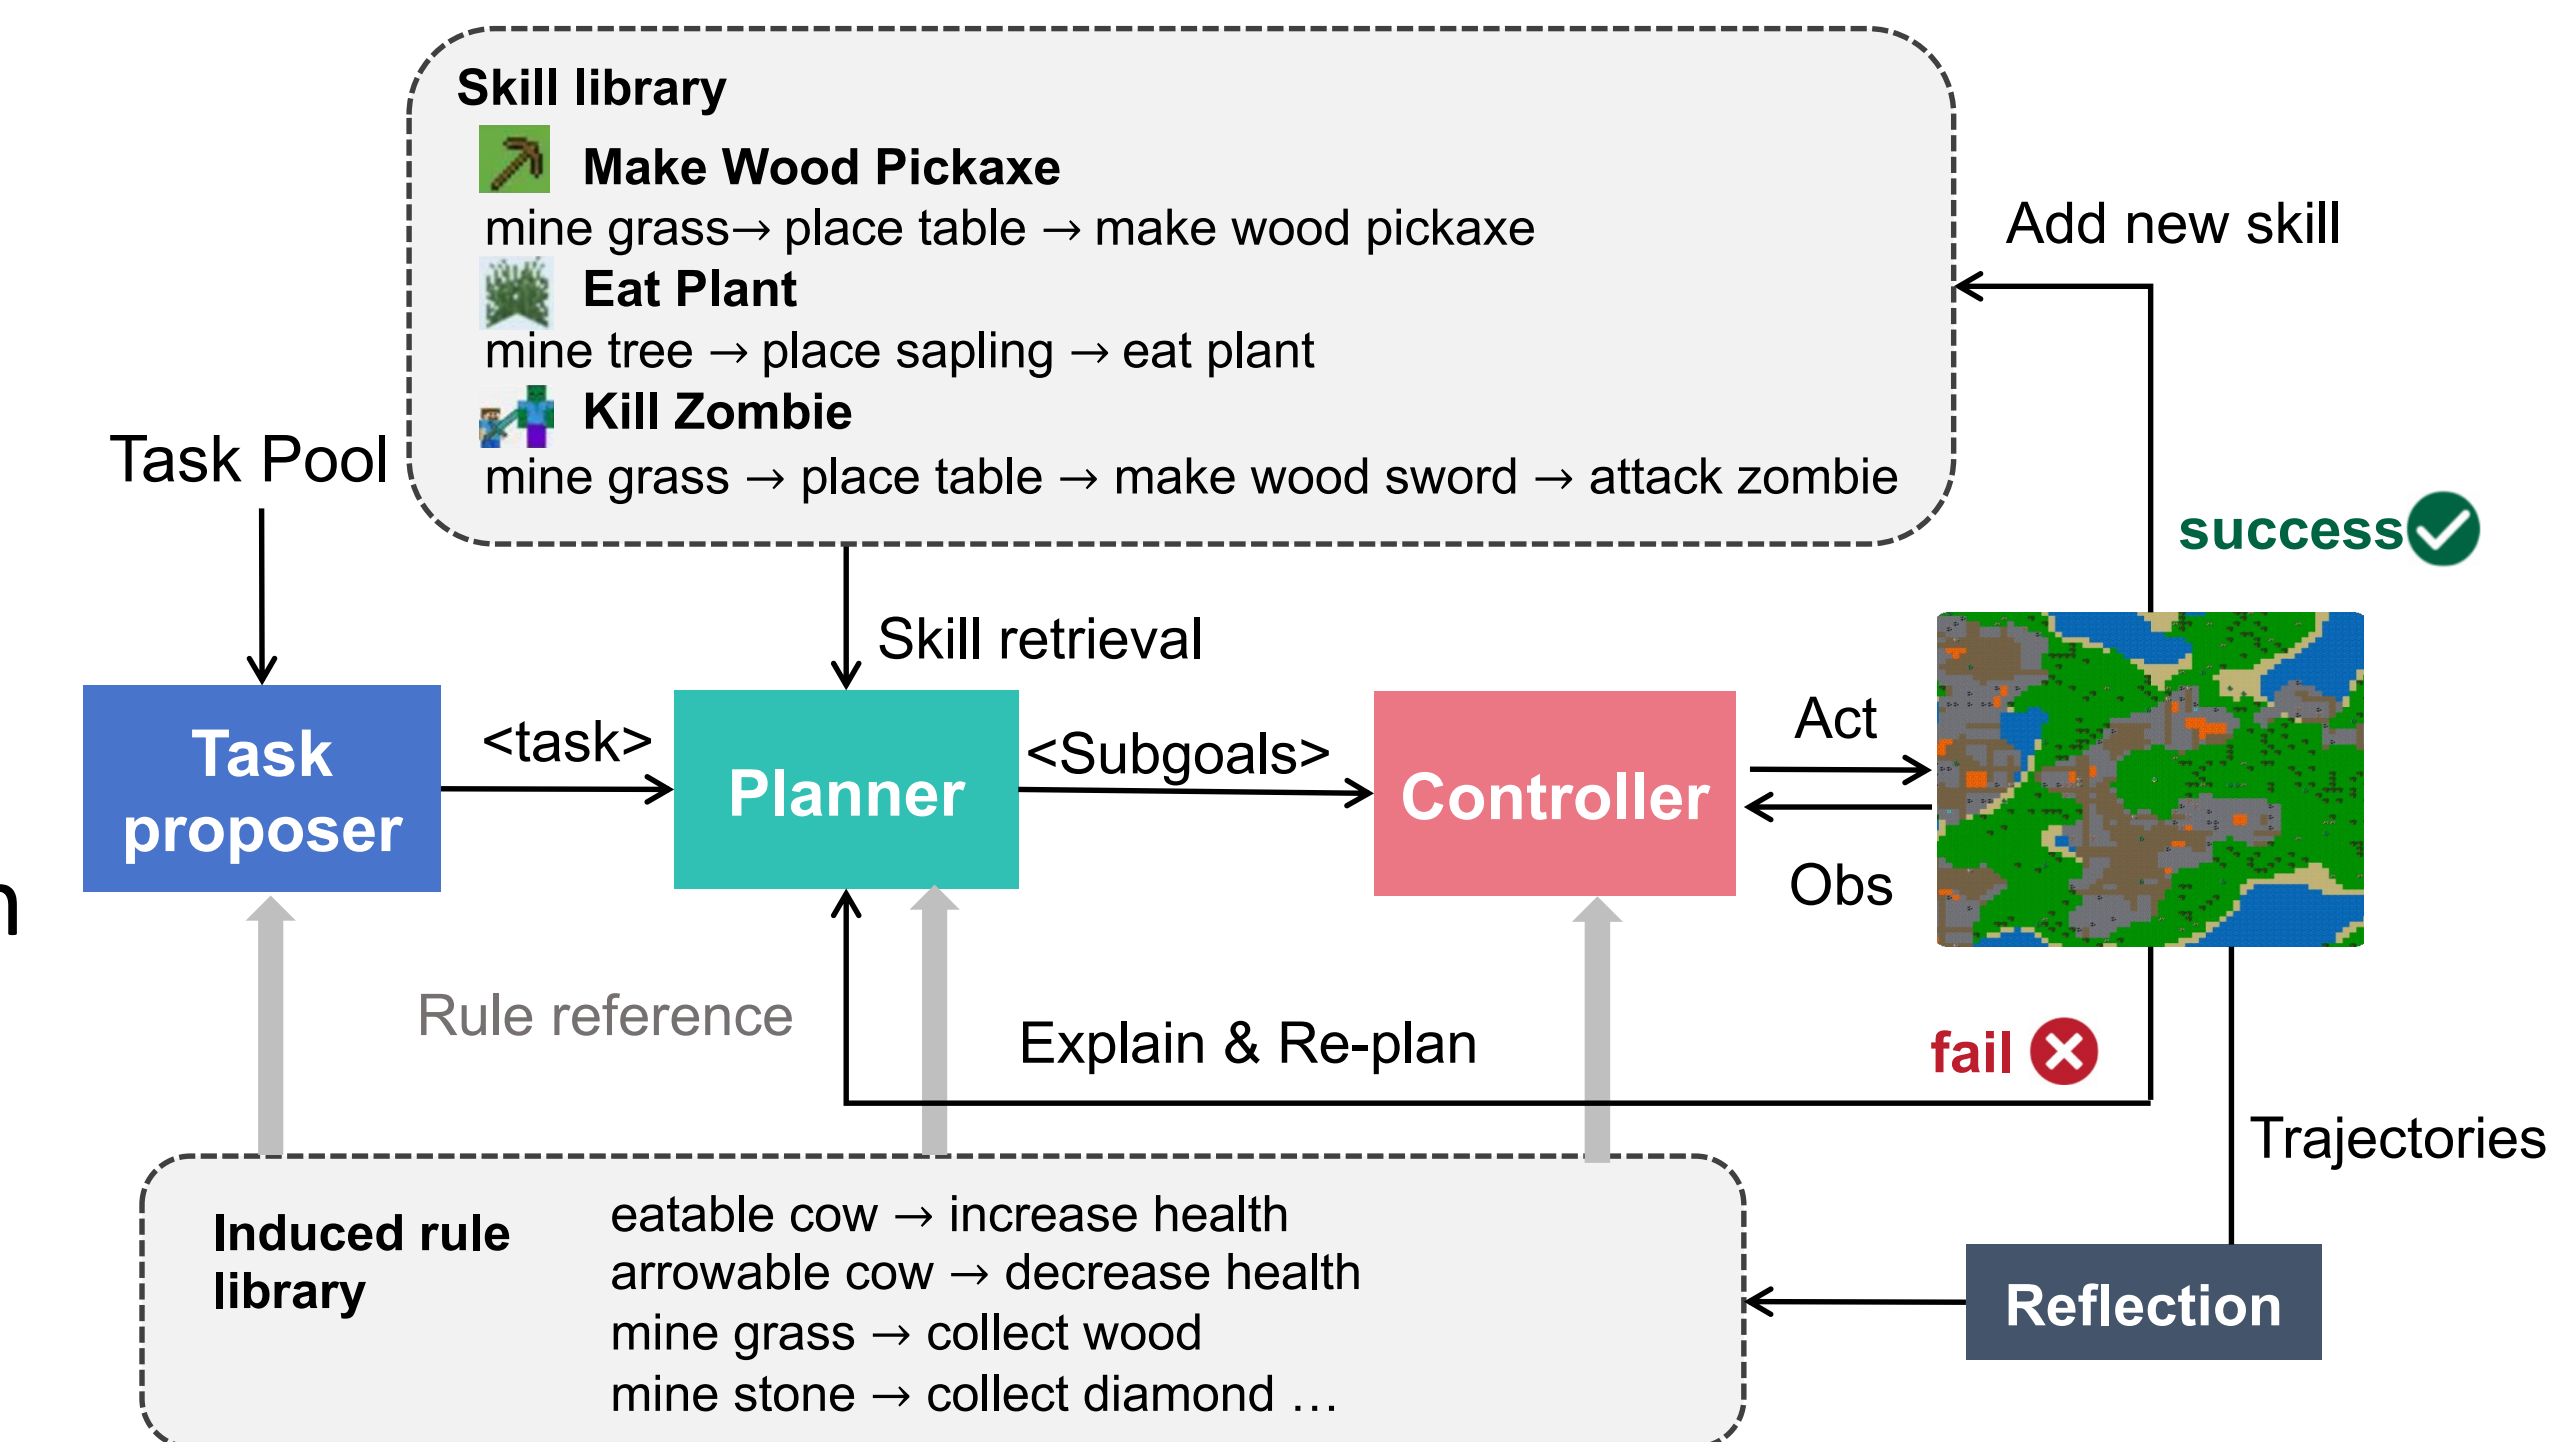 Skill library
Make Wood Pickaxe
mine grass→ place table → make wood pickaxe
Eat Plant
mine tree → place sapling → eat plant
Kill Zombie
mine grass → place table → make wood sword → attack zombie
Add new skill
Task Pool
success
Skill retrieval
Task
proposer
<task>
Planner
<Subgoals>
Controller
Act
Obs
n
Rule reference
Explain & Re-plan
fail
Trajectories
Induced rule
library
eatable cow → increase health
arrowable cow → decrease health
mine grass → collect wood
mine stone → collect diamond …
Reflection